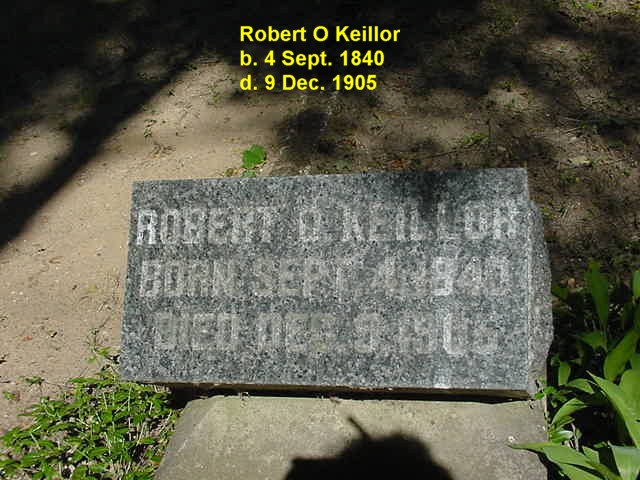 Robert O Keillor
b. 4 Sept. 1840
d. 9 Dec. 1905
ROBERT O. KEILLOR
BORN SEPT. 4, 1840
DIED DEC. 9, 1905